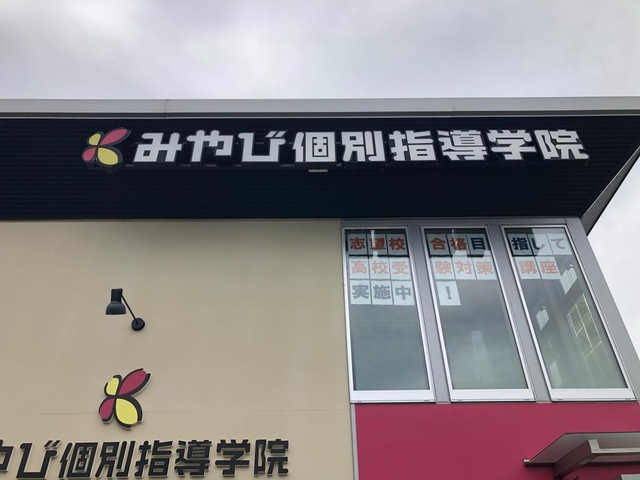 みやび個別指導学院
志望校合格目指して
高校受験対策講座
実施中！
やび個別指導学院